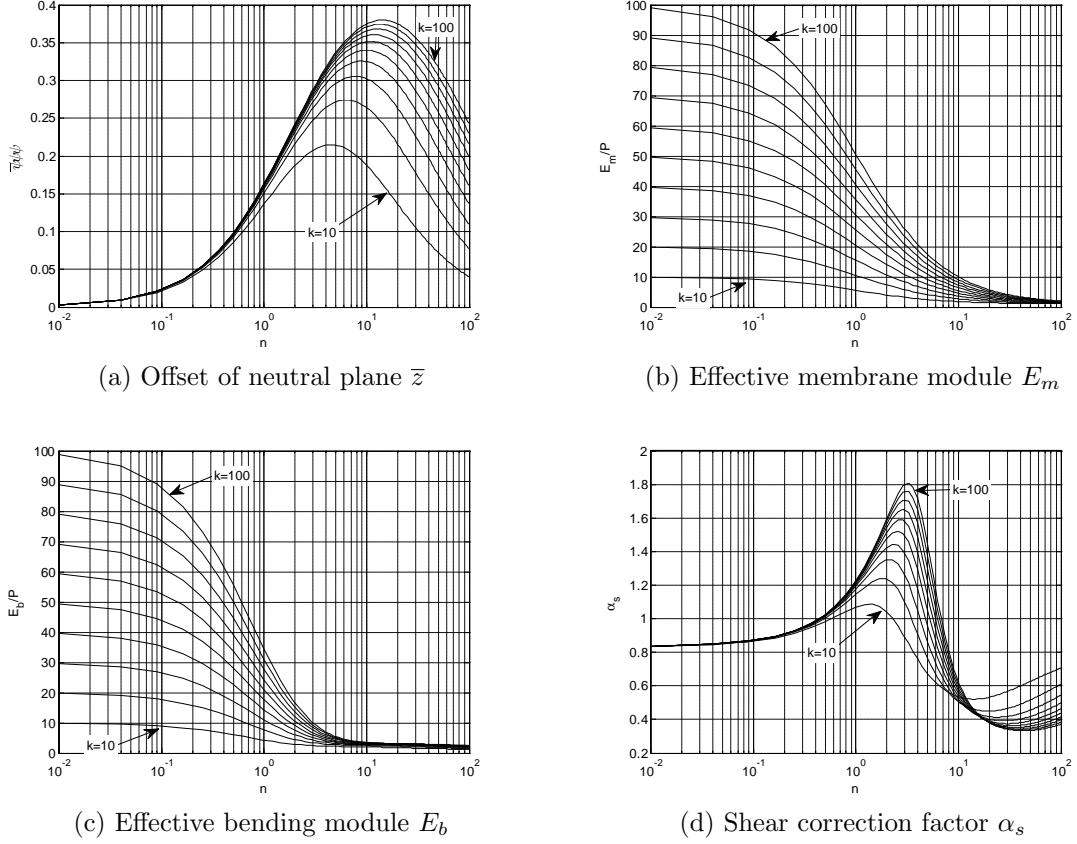 0.4
0.35
0.3
0.25
0.2
0.15
0.1
0.05
0
k=100
k=10
10^-2 10^-1 10^0 10^1 10^2
n
(a) Offset of neutral plane z̅
100
90
80
70
60
50
40
30
20
10
0
E_m/P
k=100
k=10
10^-2 10^-1 10^0 10^1 10^2
n
(b) Effective membrane module E_m
100
90
80
70
60
50
40
30
20
10
0
E_b/P
k=100
k=10
10^-2 10^-1 10^0 10^1 10^2
n
(c) Effective bending module E_b
2
1.8
1.6
1.4
1.2
1
0.8
0.6
0.4
0.2
α_s
k=100
k=10
10^-2 10^-1 10^0 10^1 10^2
n
(d) Shear correction factor α_s